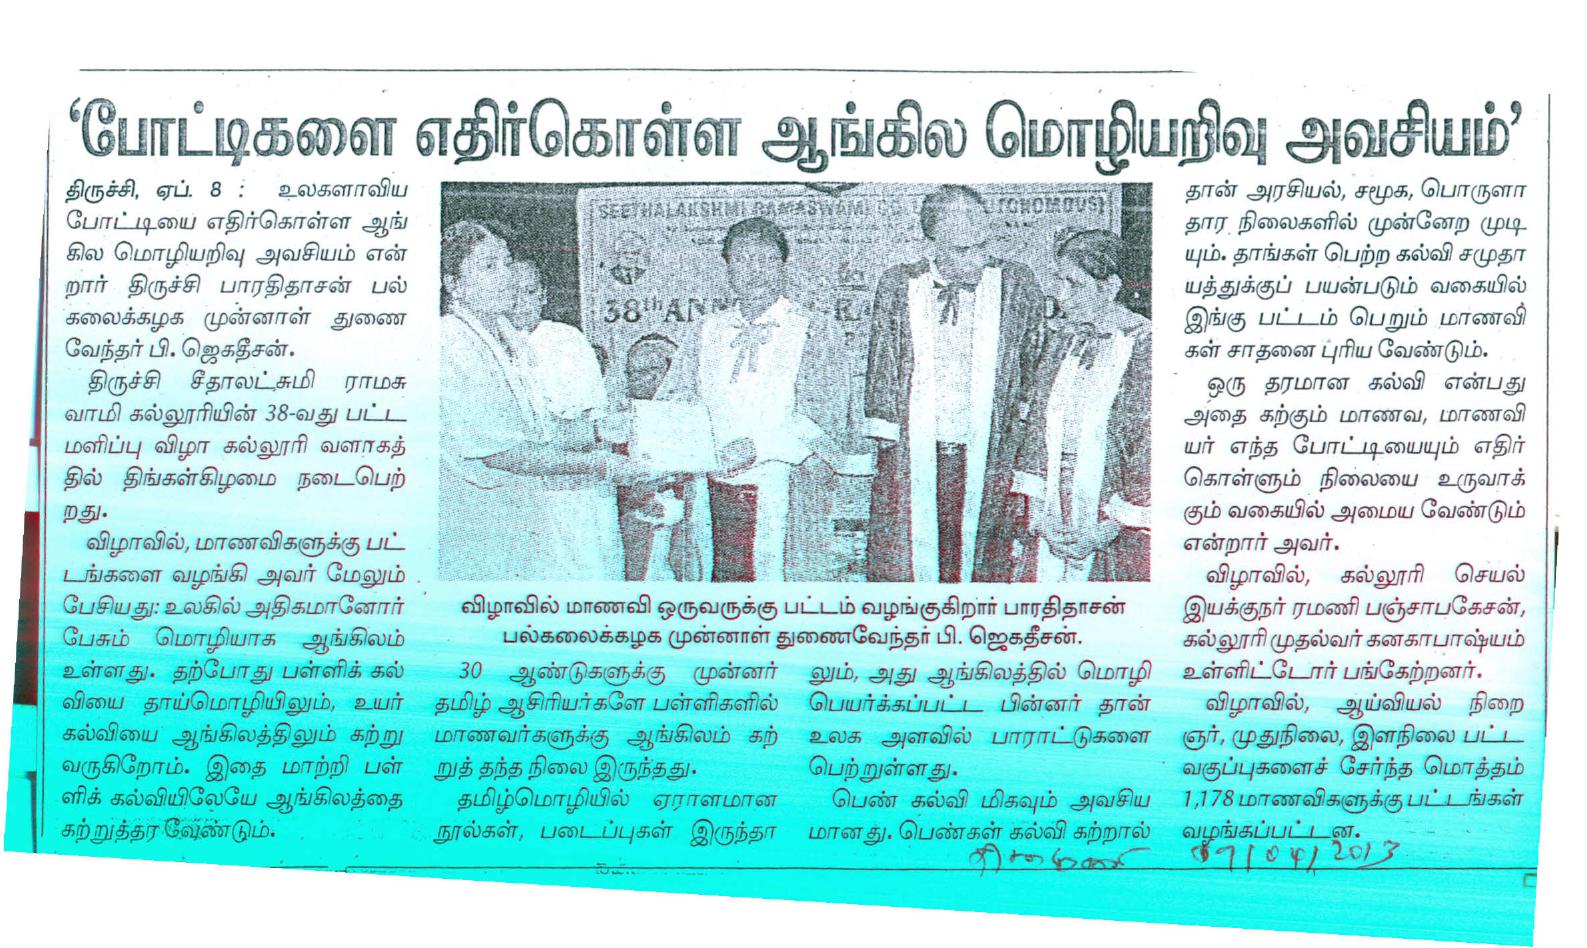 ‘போட்டிகளை எதிர்கொள்ள ஆங்கில மொழியறிவு அவசியம்’
திருச்சி, ஏப். 8 : உலகளாவிய
போட்டியை எதிர்கொள்ள ஆங்
கில மொழியறிவு அவசியம் என்
றார் திருச்சி பாரதிதாசன் பல்
கலைக்கழக முன்னாள் துணை
வேந்தர் பி. ஜெகதீசன்.
திருச்சி சீதாலட்சுமி ராமசு
வாமி கல்லூரியின் 38-வது பட்ட
மளிப்பு விழா கல்லூரி வளாகத்
தில் திங்கள்கிழமை நடைபெற்
றது.
விழாவில், மாணவிகளுக்கு பட்
டங்களை வழங்கி அவர் மேலும்
பேசியது: உலகில் அதிகமானோர்
பேசும் மொழியாக ஆங்கிலம்
உள்ளது. தற்போது பள்ளிக் கல்
வியை தாய்மொழியிலும், உயர்
கல்வியை ஆங்கிலத்திலும் கற்று
வருகிறோம். இதை மாற்றி பள்
ளிக் கல்வியிலேயே ஆங்கிலத்தை
கற்றுத்தர வேண்டும்.
SEETHALAKSHMI RAMASWAMI
38th
விழாவில் மாணவி ஒருவருக்கு பட்டம் வழங்குகிறார் பாரதிதாசன்
பல்கலைக்கழக முன்னாள் துணைவேந்தர் பி. ஜெகதீசன்.
30 ஆண்டுகளுக்கு முன்னர்
தமிழ் ஆசிரியர்களே பள்ளிகளில்
மாணவர்களுக்கு ஆங்கிலம் கற்
றுத் தந்த நிலை இருந்தது.
தமிழ்மொழியில் ஏராளமான
நூல்கள், படைப்புகள் இருந்தா
லும், அது ஆங்கிலத்தில் மொழி
பெயர்க்கப்பட்ட பின்னர் தான்
உலக அளவில் பாராட்டுகளை
பெற்றுள்ளது.
பெண் கல்வி மிகவும் அவசிய
மானது. பெண்கள் கல்வி கற்றால்
தான் அரசியல், சமூக, பொருளா
தார நிலைகளில் முன்னேற முடி
யும். தாங்கள் பெற்ற கல்வி சமுதா
யத்துக்குப் பயன்படும் வகையில்
இங்கு பட்டம் பெறும் மாணவி
கள் சாதனை புரிய வேண்டும்.
ஒரு தரமான கல்வி என்பது
அதை கற்கும் மாணவ, மாணவி
யர் எந்த போட்டியையும் எதிர்
கொள்ளும் நிலையை உருவாக்
கும் வகையில் அமைய வேண்டும்
என்றார் அவர்.
விழாவில், கல்லூரி செயல்
இயக்குநர் ரமணி பஞ்சாபகேசன்,
கல்லூரி முதல்வர் கனகாபாஷ்யம்
உள்ளிட்டோர் பங்கேற்றனர்.
விழாவில், ஆய்வியல் நிறை
ஞர், முதுநிலை, இளநிலை பட்ட
வகுப்புகளைச் சேர்ந்த மொத்தம்
1,178 மாணவிகளுக்கு பட்டங்கள்
வழங்கப்பட்டன.
தினமணி 09/04/2013